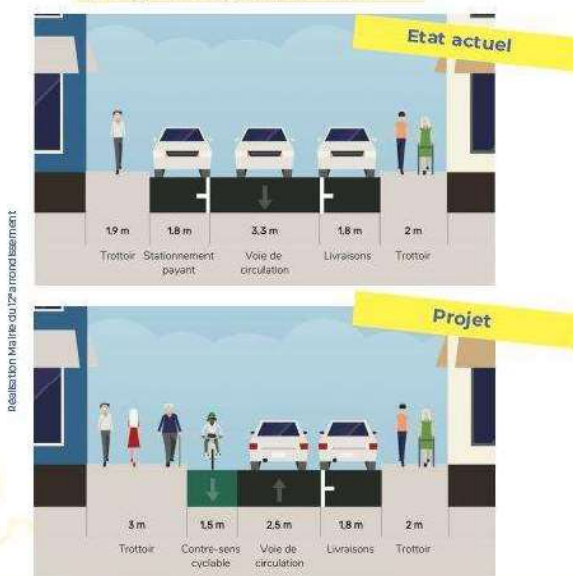 Etat actuel
1,9 m 1,8 m 3,3 m 1,8 m 2 m
Trottoir Stationnement payant Voie de circulation Livraisons Trottoir
Projet
3 m 1,5 m 2,5 m 1,8 m 2 m
Trottoir Contre-sens cyclable Voie de circulation Livraisons Trottoir
Réalisation Mairie du 12e arrondissement